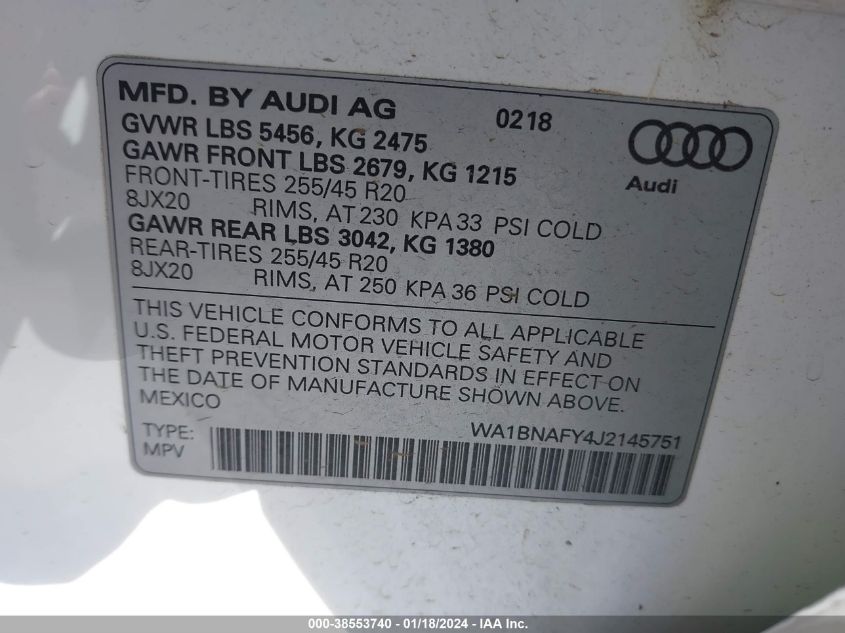 MFD. BY AUDI AG 0218
GVWR LBS 5456, KG 2475
GAWR FRONT LBS 2679, KG 1215
Audi
FRONT-TIRES 255/45 R20
8JX20 RIMS, AT 230 KPA 33 PSI COLD
GAWR REAR LBS 3042, KG 1380
REAR-TIRES 255/45 R20
8JX20 RIMS, AT 250 KPA 36 PSI COLD
THIS VEHICLE CONFORMS TO ALL APPLICABLE
U.S. FEDERAL MOTOR VEHICLE SAFETY AND
THEFT PREVENTION STANDARDS IN EFFECT ON
THE DATE OF MANUFACTURE SHOWN ABOVE.
MEXICO
WA1BNAFY4J2145751
TYPE:
MPV
000-38553740 - 01/18/2024 - IAA Inc.